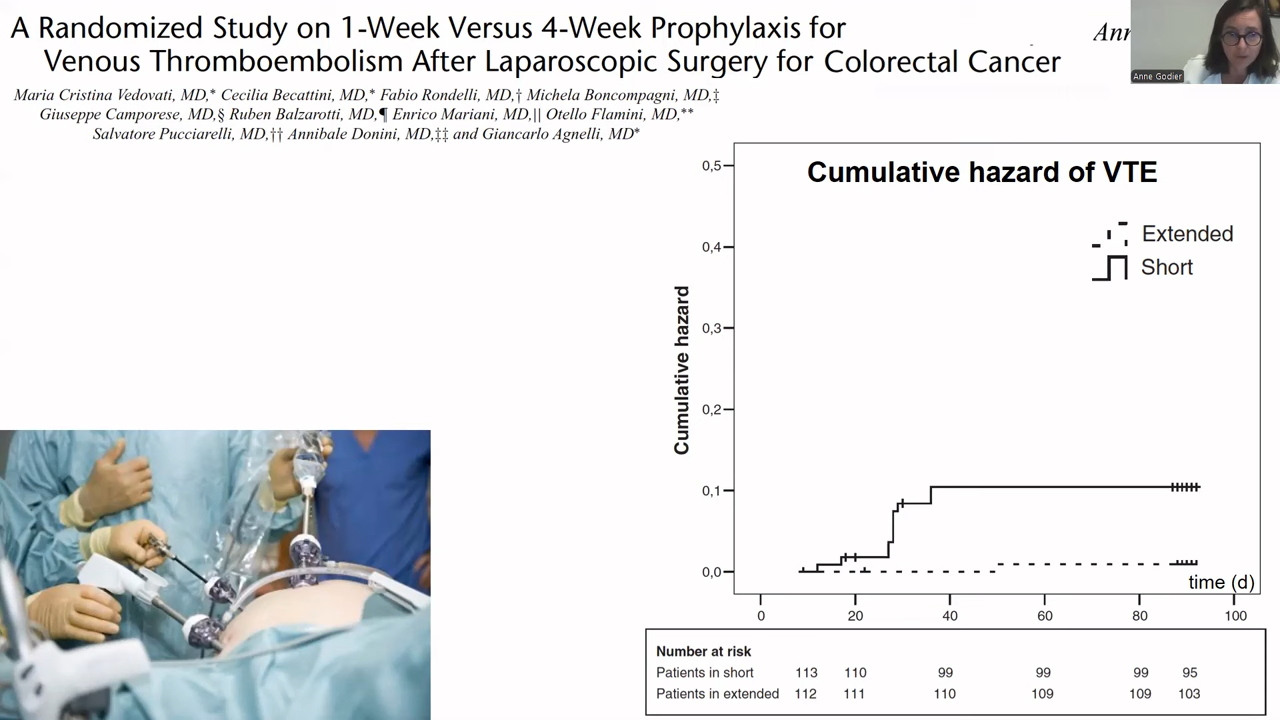 A Randomized Study on 1-Week Versus 4-Week Prophylaxis for
Venous Thromboembolism After Laparoscopic Surgery for Colorectal Cancer
Maria Cristina Vedovati, MD,* Cecilia Becattini, MD,* Fabio Rondelli, MD,† Michela Boncompagni, MD,‡
Giuseppe Camporese, MD,§ Ruben Balzarotti, MD,¶ Enrico Mariani, MD,|| Otello Flamini, MD,**
Salvatore Pucciarelli, MD,†† Annibale Donini, MD,‡‡ and Giancarlo Agnelli, MD*
Anne Godier
Cumulative hazard of VTE
Extended
Short
Cumulative hazard
0,5
0,4
0,3
0,2
0,1
0,0
time (d)
0 20 40 60 80 100
Number at risk
Patients in short 113 110 99 99 99 95
Patients in extended 112 111 110 109 109 103